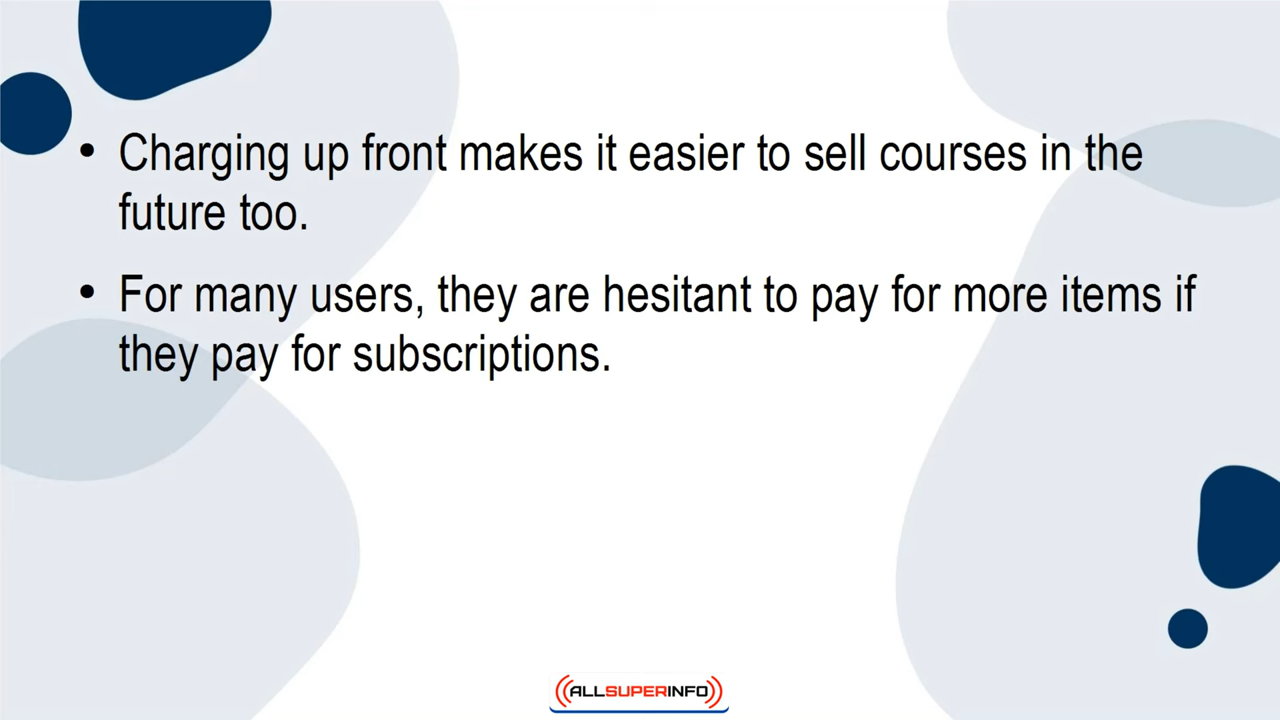 • Charging up front makes it easier to sell courses in the
future too.
• For many users, they are hesitant to pay for more items if
they pay for subscriptions.
ALLSUPERINFO